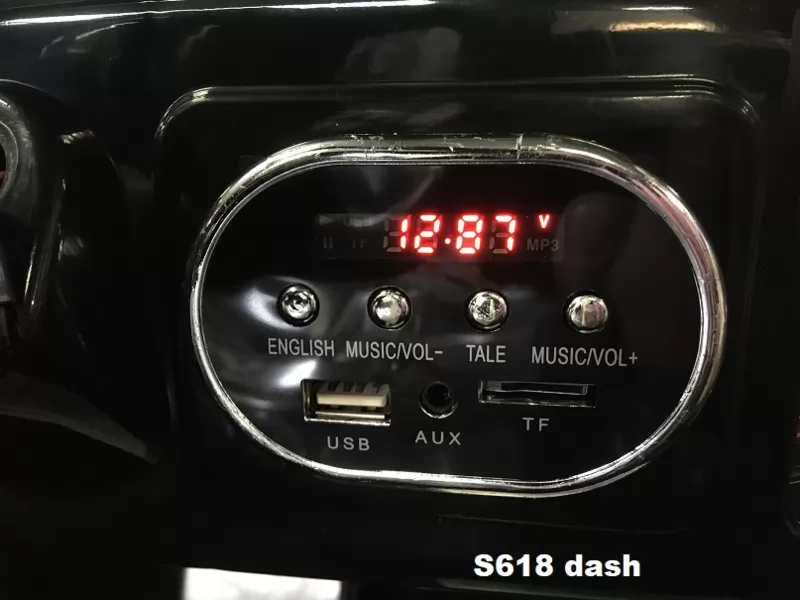 12.87 V
MP3
ENGLISH MUSIC/VOL- TALE MUSIC/VOL+
USB AUX TF
S618 dash